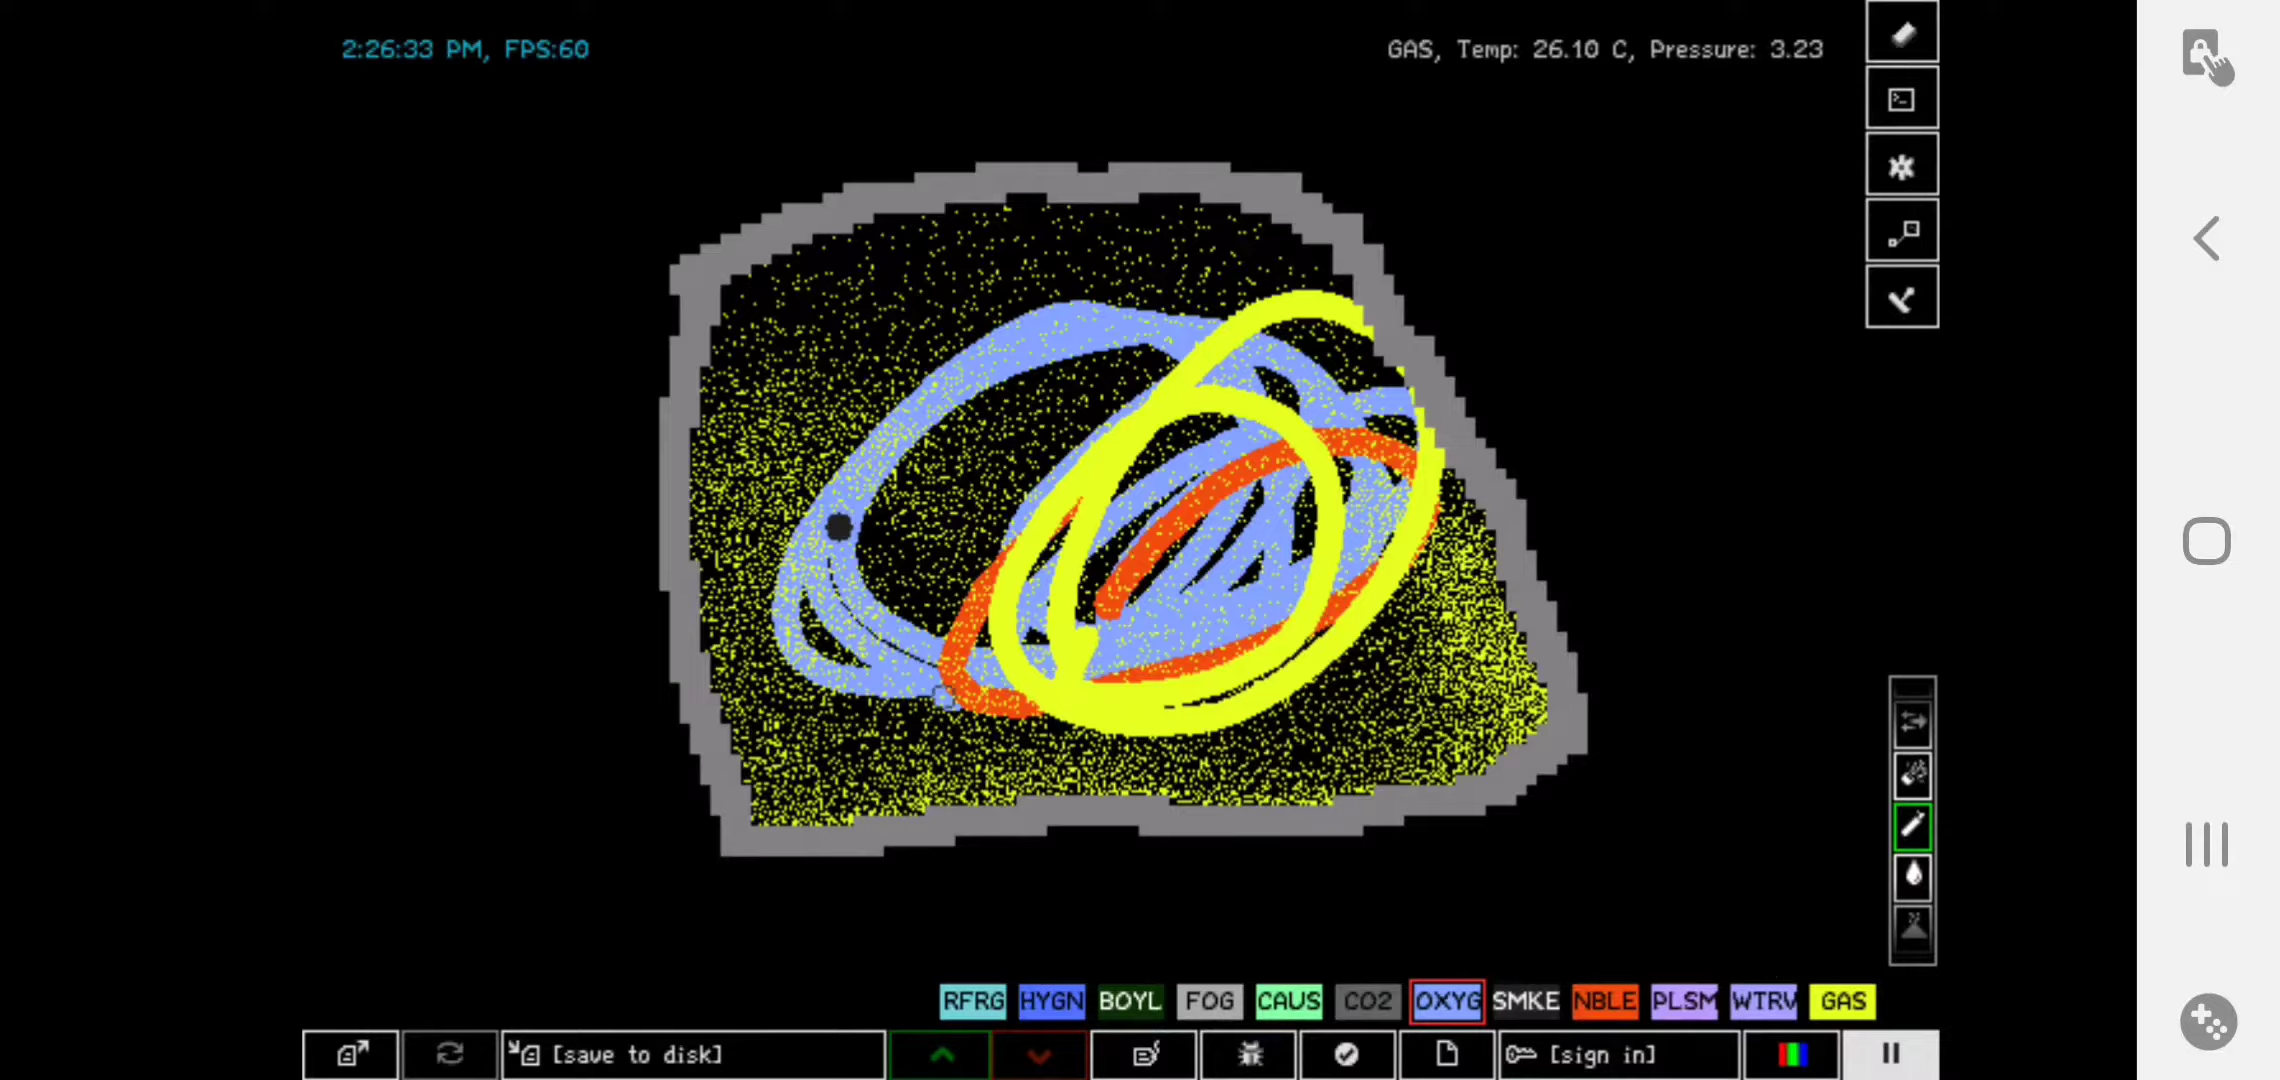 2:26:33 PM, FPS:60
GAS, Temp: 26.10 C, Pressure: 3.23
RFRG HYGN BOYL FOG CAUS CO2 OXYG SMKE NBLE PLSM WTRV GAS
[save to disk] [sign in]